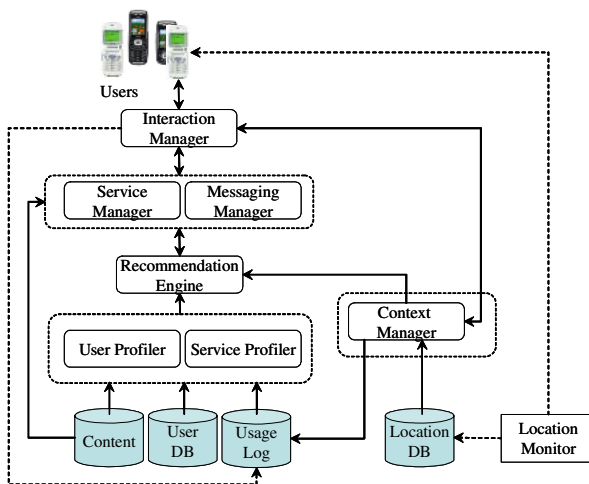 Users
Interaction
Manager
Service
Manager
Messaging
Manager
Recommendation
Engine
Context
Manager
User Profiler
Service Profiler
Content
User
DB
Usage
Log
Location
DB
Location
Monitor